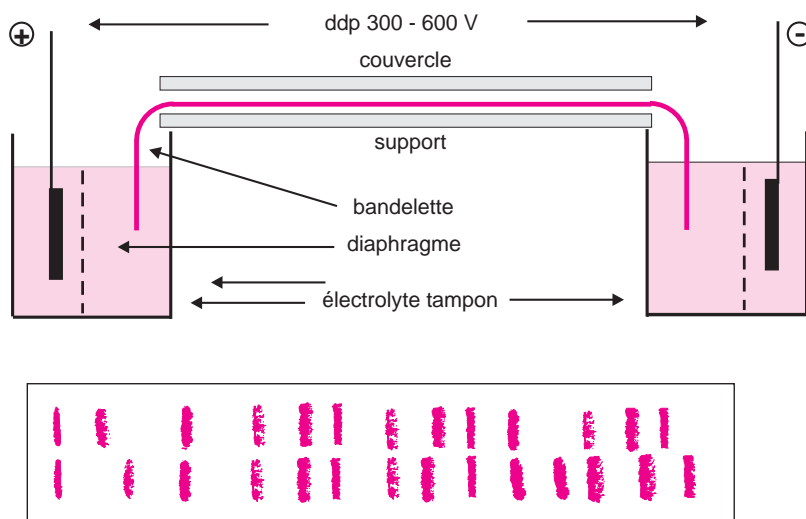 ddp 300 - 600 V
+
-
couvercle
support
bandelette
diaphragme
électrolyte tampon